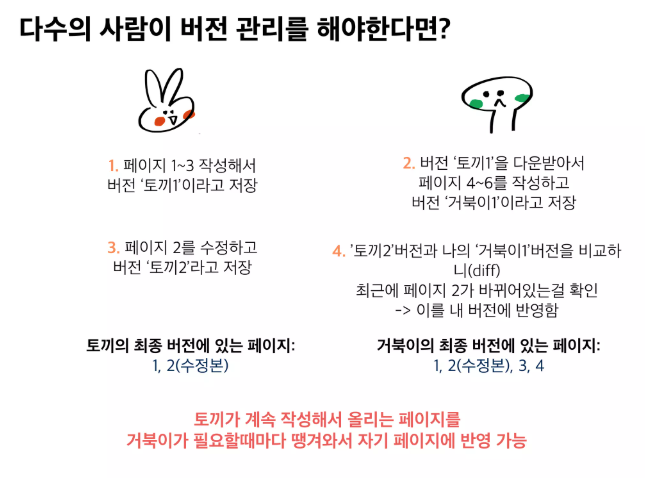 다수의 사람이 버전 관리를 해야한다면?
1. 페이지 1~3 작성해서
버전 ‘토끼1’이라고 저장
2. 버전 ‘토끼1’을 다운받아서
페이지 4~6를 작성하고
버전 ‘거북이1’이라고 저장
3. 페이지 2를 수정하고
버전 ‘토끼2’라고 저장
4. '토끼2’버전과 나의 ‘거북이1’버전을 비교하
니(diff)
최근에 페이지 2가 바뀌어있는걸 확인
-> 이를 내 버전에 반영함
토끼의 최종 버전에 있는 페이지:
1, 2(수정본)
거북이의 최종 버전에 있는 페이지:
1, 2(수정본), 3, 4
토끼가 계속 작성해서 올리는 페이지를
거북이가 필요할때마다 땡겨와서 자기 페이지에 반영 가능